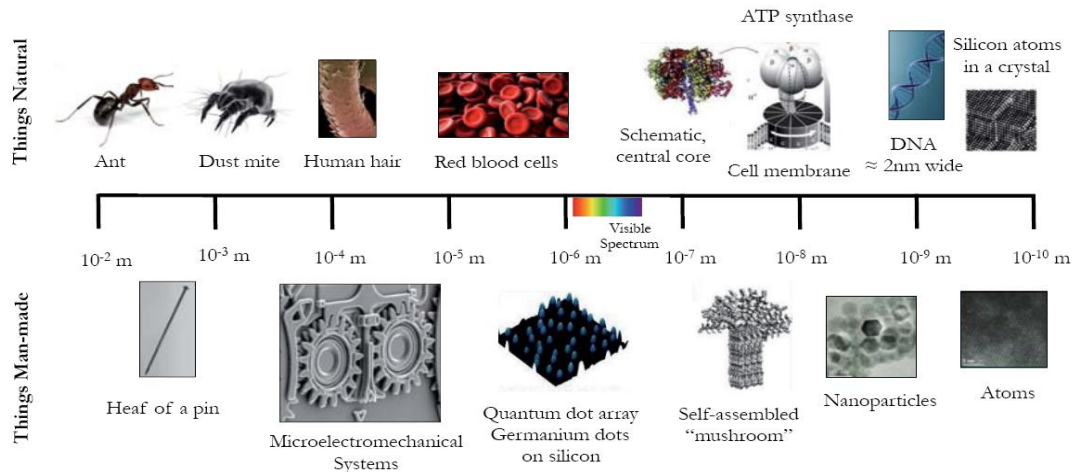 Things Natural
ATP synthase
Silicon atoms
in a crystal
Ant
Dust mite
Human hair
Red blood cells
Schematic,
central core
Cell membrane
DNA
≈ 2nm wide
Visible
Spectrum
10-2 m
10-3 m
10-4 m
10-5 m
10-6 m
10-7 m
10-8 m
10-9 m
10-10 m
Things Man-made
Heaf of a pin
Microelectromechanical
Systems
Quantum dot array
Germanium dots
on silicon
Self-assembled
“mushroom”
Nanoparticles
Atoms